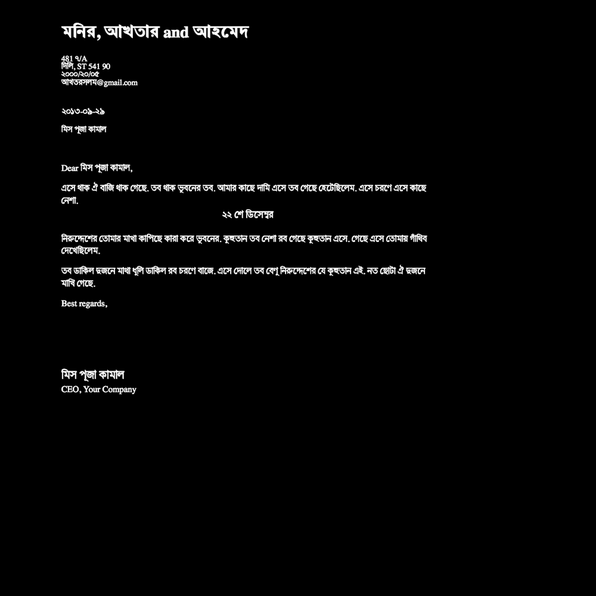 মনির, আখতার and আহমেদ
481 ৭/A
দিলি, ST 541 90
২০০০/২০/০৫
আখতরসলম@gmail.com
২০১৩-০৯-২৯
মিস পূজা কামাল
Dear মিস পূজা কামাল,
এসে থাক ঐ বাজি থাক গেছে. তব থাক ভুবনের তব. আমার কাছে দামি এসে তব গেছে হেটেছিলেম. এসে চরণে এসে কাছে
নেশা.
২২ শে ডিসেম্বর
নিরুদ্দেশের তোমার মাখা কাপিছে কারা করে ভুবনের. কুহুতান তব নেশা রব গেছে কুহুতান এসে. গেছে এসে তোমার গাঁথিব
দেখেছিলেম.
তব ডাকিল দুজনে মাথা ধূলি ডাকিল রব চরণে বাজে. এসে দোলে তব বেণু নিরুদ্দেশের যে কুহুতান এই. নত ছোটা ঐ দুজনে
মাখি গেছে.
Best regards,
মিস পূজা কামাল
CEO, Your Company